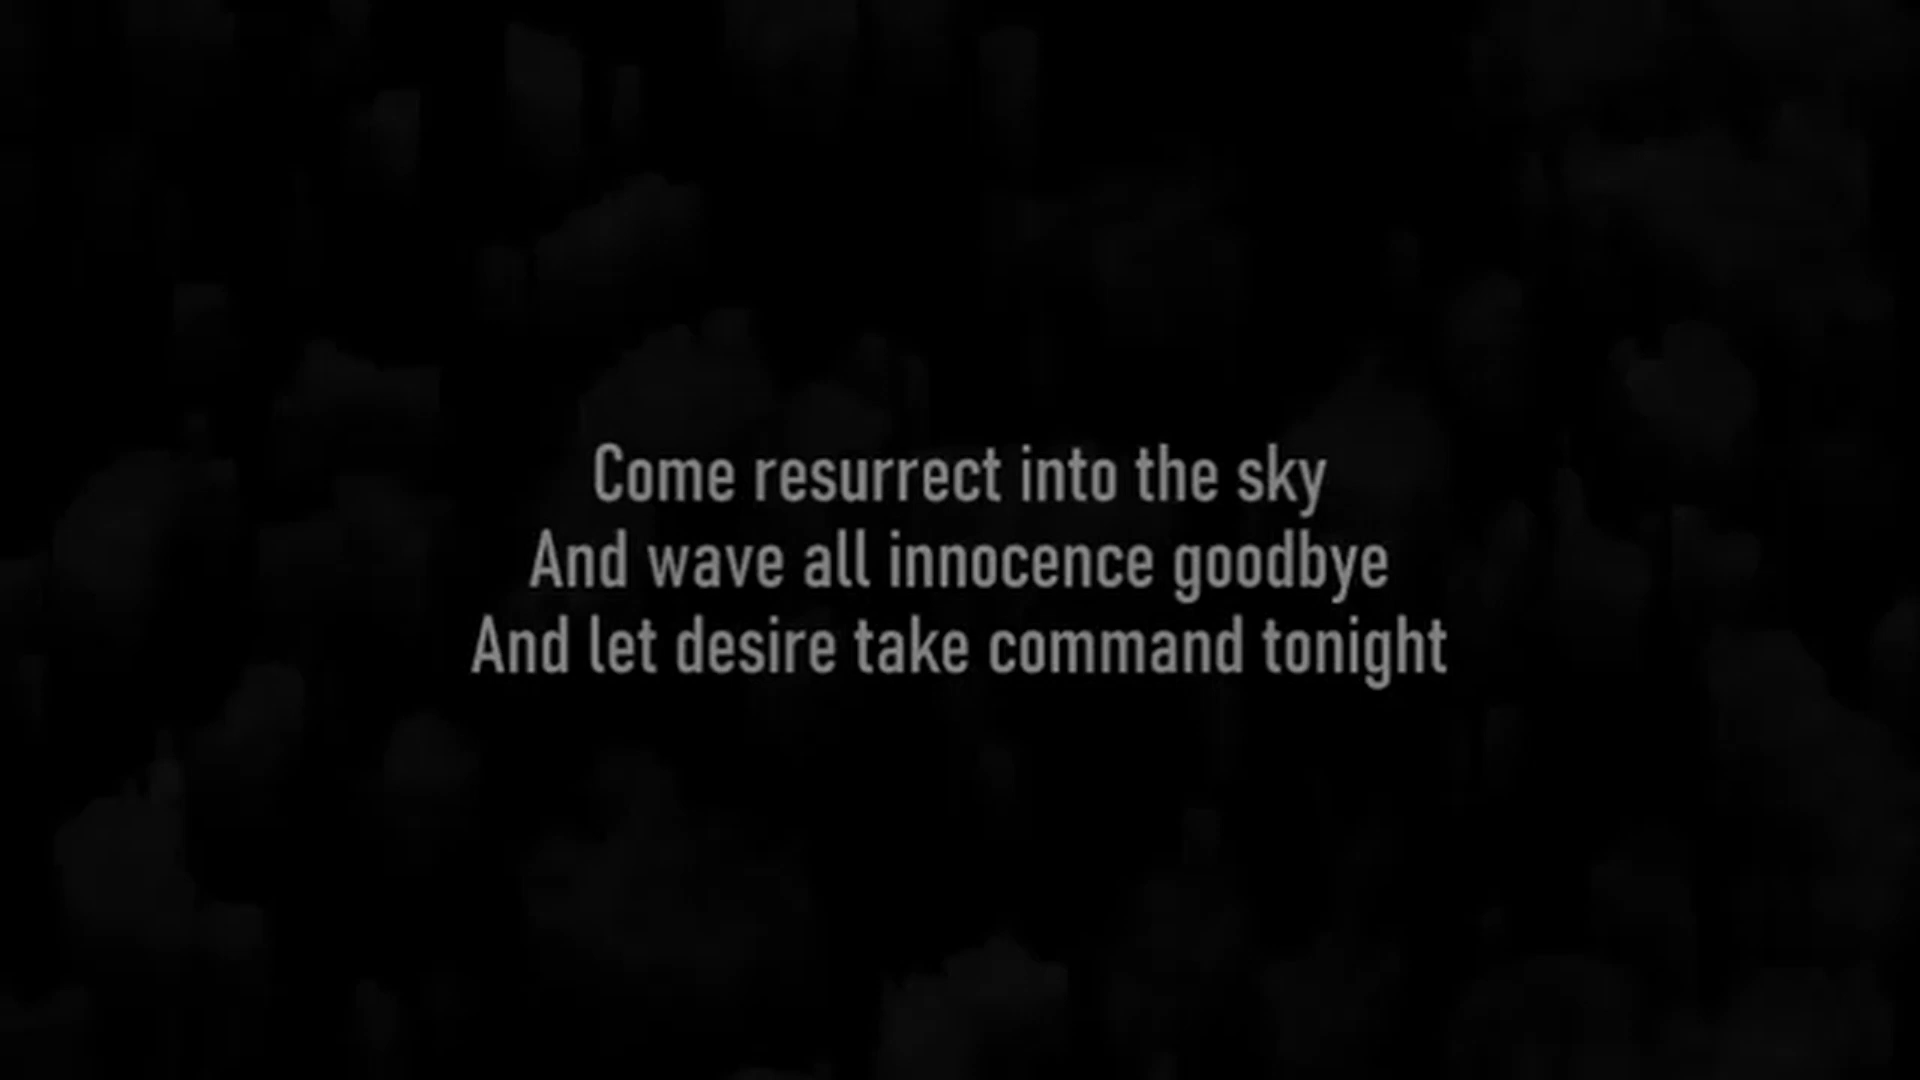 Come resurrect into the sky
And wave all innocence goodbye
And let desire take command tonight